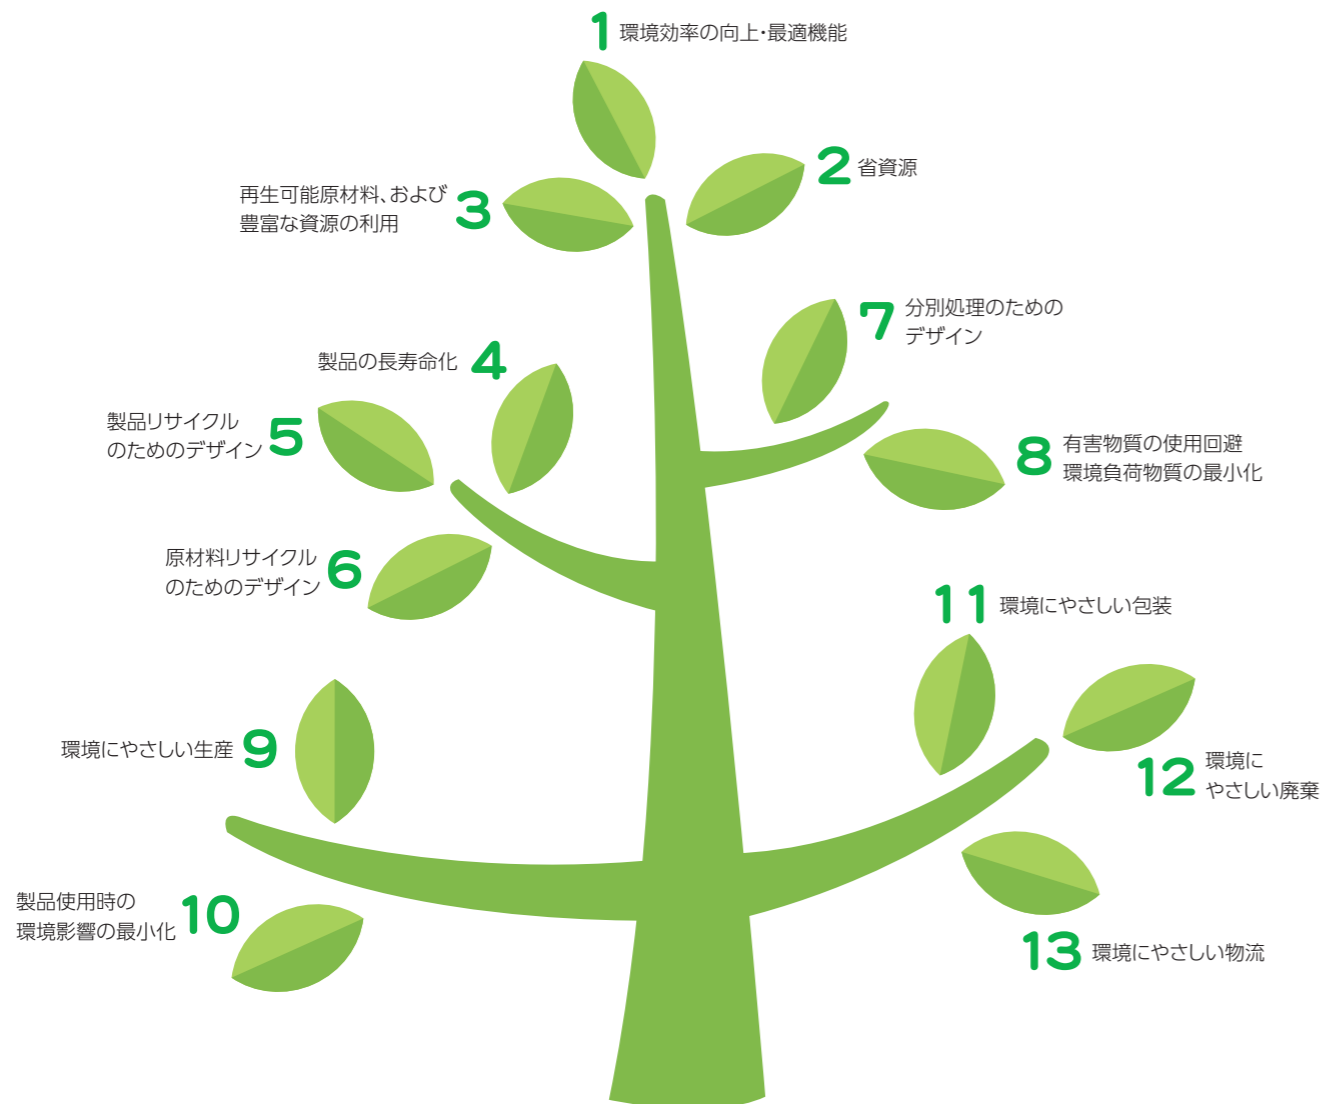 1 環境効率の向上・最適機能
2 省資源
3 再生可能原材料、および
豊富な資源の利用
4 製品の長寿命化
5 製品リサイクル
のためのデザイン
6 原材料リサイクル
のためのデザイン
7 分別処理のための
デザイン
8 有害物質の使用回避
環境負荷物質の最小化
9 環境にやさしい生産
10 製品使用時の
環境影響の最小化
11 環境にやさしい包装
12 環境に
やさしい廃棄
13 環境にやさしい物流